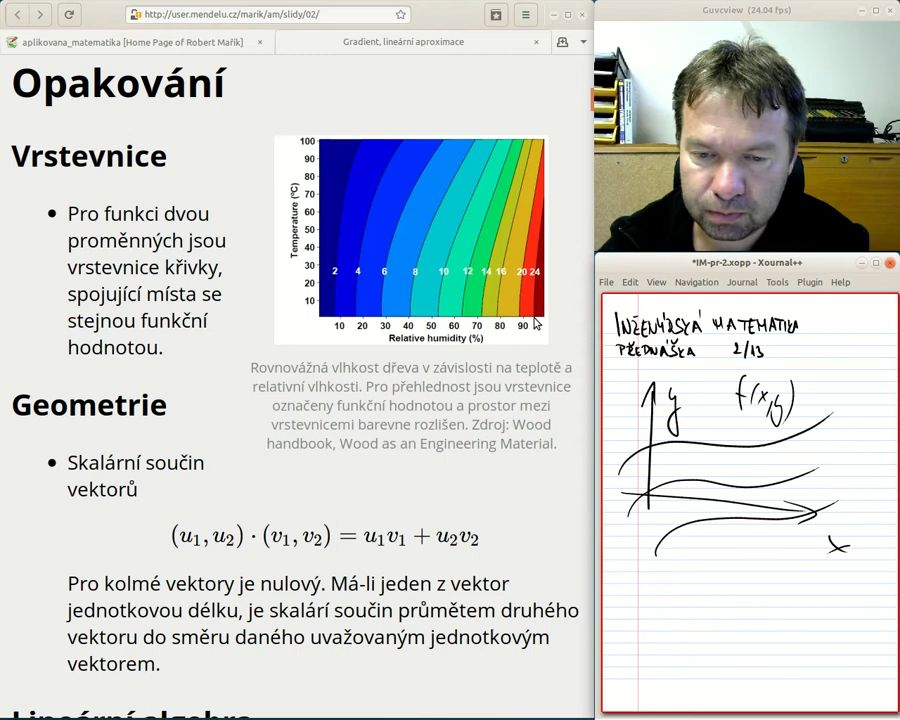 http://user.mendelu.cz/marik/am/slidy/02/
aplikovana_matematika [Home Page of Robert Mařík]
Gradient, lineární aproximace
Opakování
Vrstevnice
Pro funkci dvou
proměnných jsou
vrstevnice křivky,
spojující místa se
stejnou funkční
hodnotou.
100
90
80
70
60
50
40
30
20
10
Temperature (°C)
2 4 6 8 10 12 14 16 20 24
10 20 30 40 50 60 70 80 90
Relative humidity (%)
Rovnovážná vlhkost dřeva v závislosti na teplotě a
relativní vlhkosti. Pro přehlednost jsou vrstevnice
označeny funkční hodnotou a prostor mezi
vrstevnicemi barevne rozlišen. Zdroj: Wood
handbook, Wood as an Engineering Material.
Geometrie
Skalární součin
vektorů
(u₁, u₂) · (v₁, v₂) = u₁v₁ + u₂v₂
Pro kolmé vektory je nulový. Má-li jeden z vektor
jednotkovou délku, je skalárí součin průmětem druhého
vektoru do směru daného uvažovaným jednotkovým
vektorem.
Lineární algebra
Guvcview (24.04 fps)
*IM-pr-2.xopp - Xournal++
File Edit View Navigation Journal Tools Plugin Help
INŽENÝRSKÁ MATEMATIKA
PŘEDNÁŠKA 2/13
y f(x,y)
x